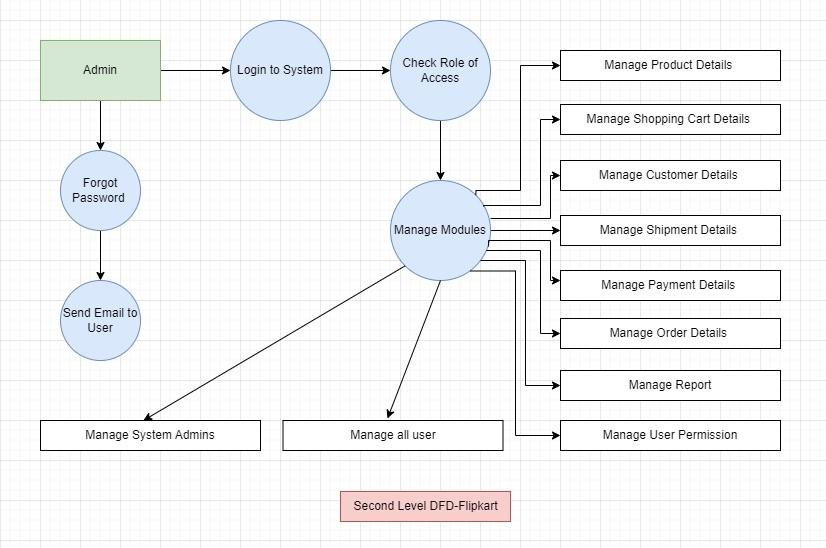 Admin
Login to System
Check Role of
Access
Manage Product Details
Manage Shopping Cart Details
Manage Customer Details
Forgot
Password
Manage Modules
Manage Shipment Details
Manage Payment Details
Send Email to
User
Manage Order Details
Manage Report
Manage System Admins
Manage all user
Manage User Permission
Second Level DFD-Flipkart